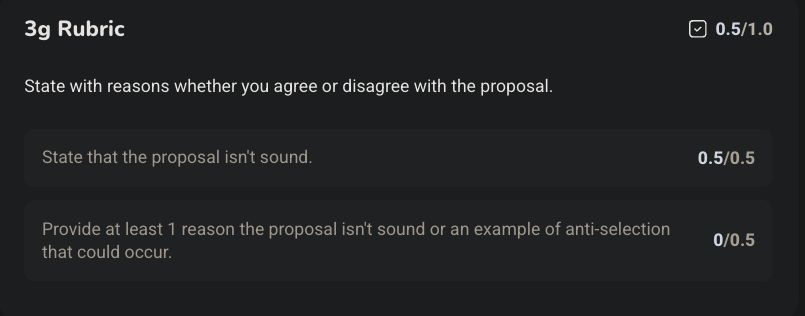 3g Rubric 0.5/1.0
State with reasons whether you agree or disagree with the proposal.
State that the proposal isn't sound. 0.5/0.5
Provide at least 1 reason the proposal isn't sound or an example of anti-selection
that could occur. 0/0.5